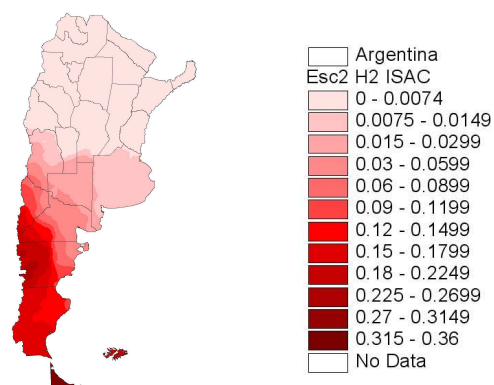 Argentina
Esc2 H2 ISAC
0 - 0.0074
0.0075 - 0.0149
0.015 - 0.0299
0.03 - 0.0599
0.06 - 0.0899
0.09 - 0.1199
0.12 - 0.1499
0.15 - 0.1799
0.18 - 0.2249
0.225 - 0.2699
0.27 - 0.3149
0.315 - 0.36
No Data